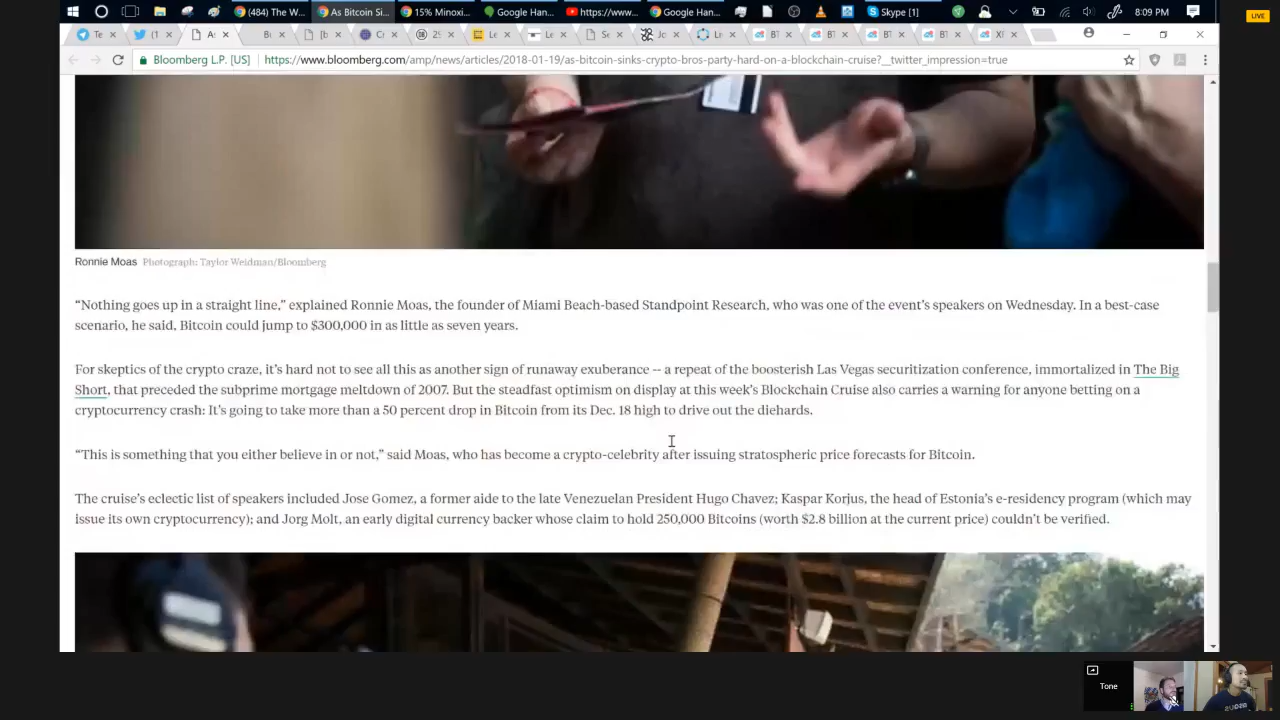 (484) The W...
As Bitcoin Si...
15% Minoxi...
Google Han...
https://www...
Google Han...
Skype [1]
8:09 PM
LIVE
Te
(1
As
B
[b
C
25
Le
Se
Jc
Li
BT
BT
BT
BT
XI
Bloomberg L.P. [US]
https://www.bloomberg.com/amp/news/articles/2018-01-19/as-bitcoin-sinks-crypto-bros-party-hard-on-a-blockchain-cruise?__twitter_impression=true
Ronnie Moas Photograph: Taylor Weidman/Bloomberg
“Nothing goes up in a straight line,” explained Ronnie Moas, the founder of Miami Beach-based Standpoint Research, who was one of the event’s speakers on Wednesday. In a best-case
scenario, he said, Bitcoin could jump to $300,000 in as little as seven years.
For skeptics of the crypto craze, it’s hard not to see all this as another sign of runaway exuberance -- a repeat of the boosterish Las Vegas securitization conference, immortalized in The Big
Short, that preceded the subprime mortgage meltdown of 2007. But the steadfast optimism on display at this week’s Blockchain Cruise also carries a warning for anyone betting on a
cryptocurrency crash: It’s going to take more than a 50 percent drop in Bitcoin from its Dec. 18 high to drive out the diehards.
“This is something that you either believe in or not,” said Moas, who has become a crypto-celebrity after issuing stratospheric price forecasts for Bitcoin.
The cruise’s eclectic list of speakers included Jose Gomez, a former aide to the late Venezuelan President Hugo Chavez; Kaspar Korjus, the head of Estonia’s e-residency program (which may
issue its own cryptocurrency); and Jorg Molt, an early digital currency backer whose claim to hold 250,000 Bitcoins (worth $2.8 billion at the current price) couldn’t be verified.
Tone